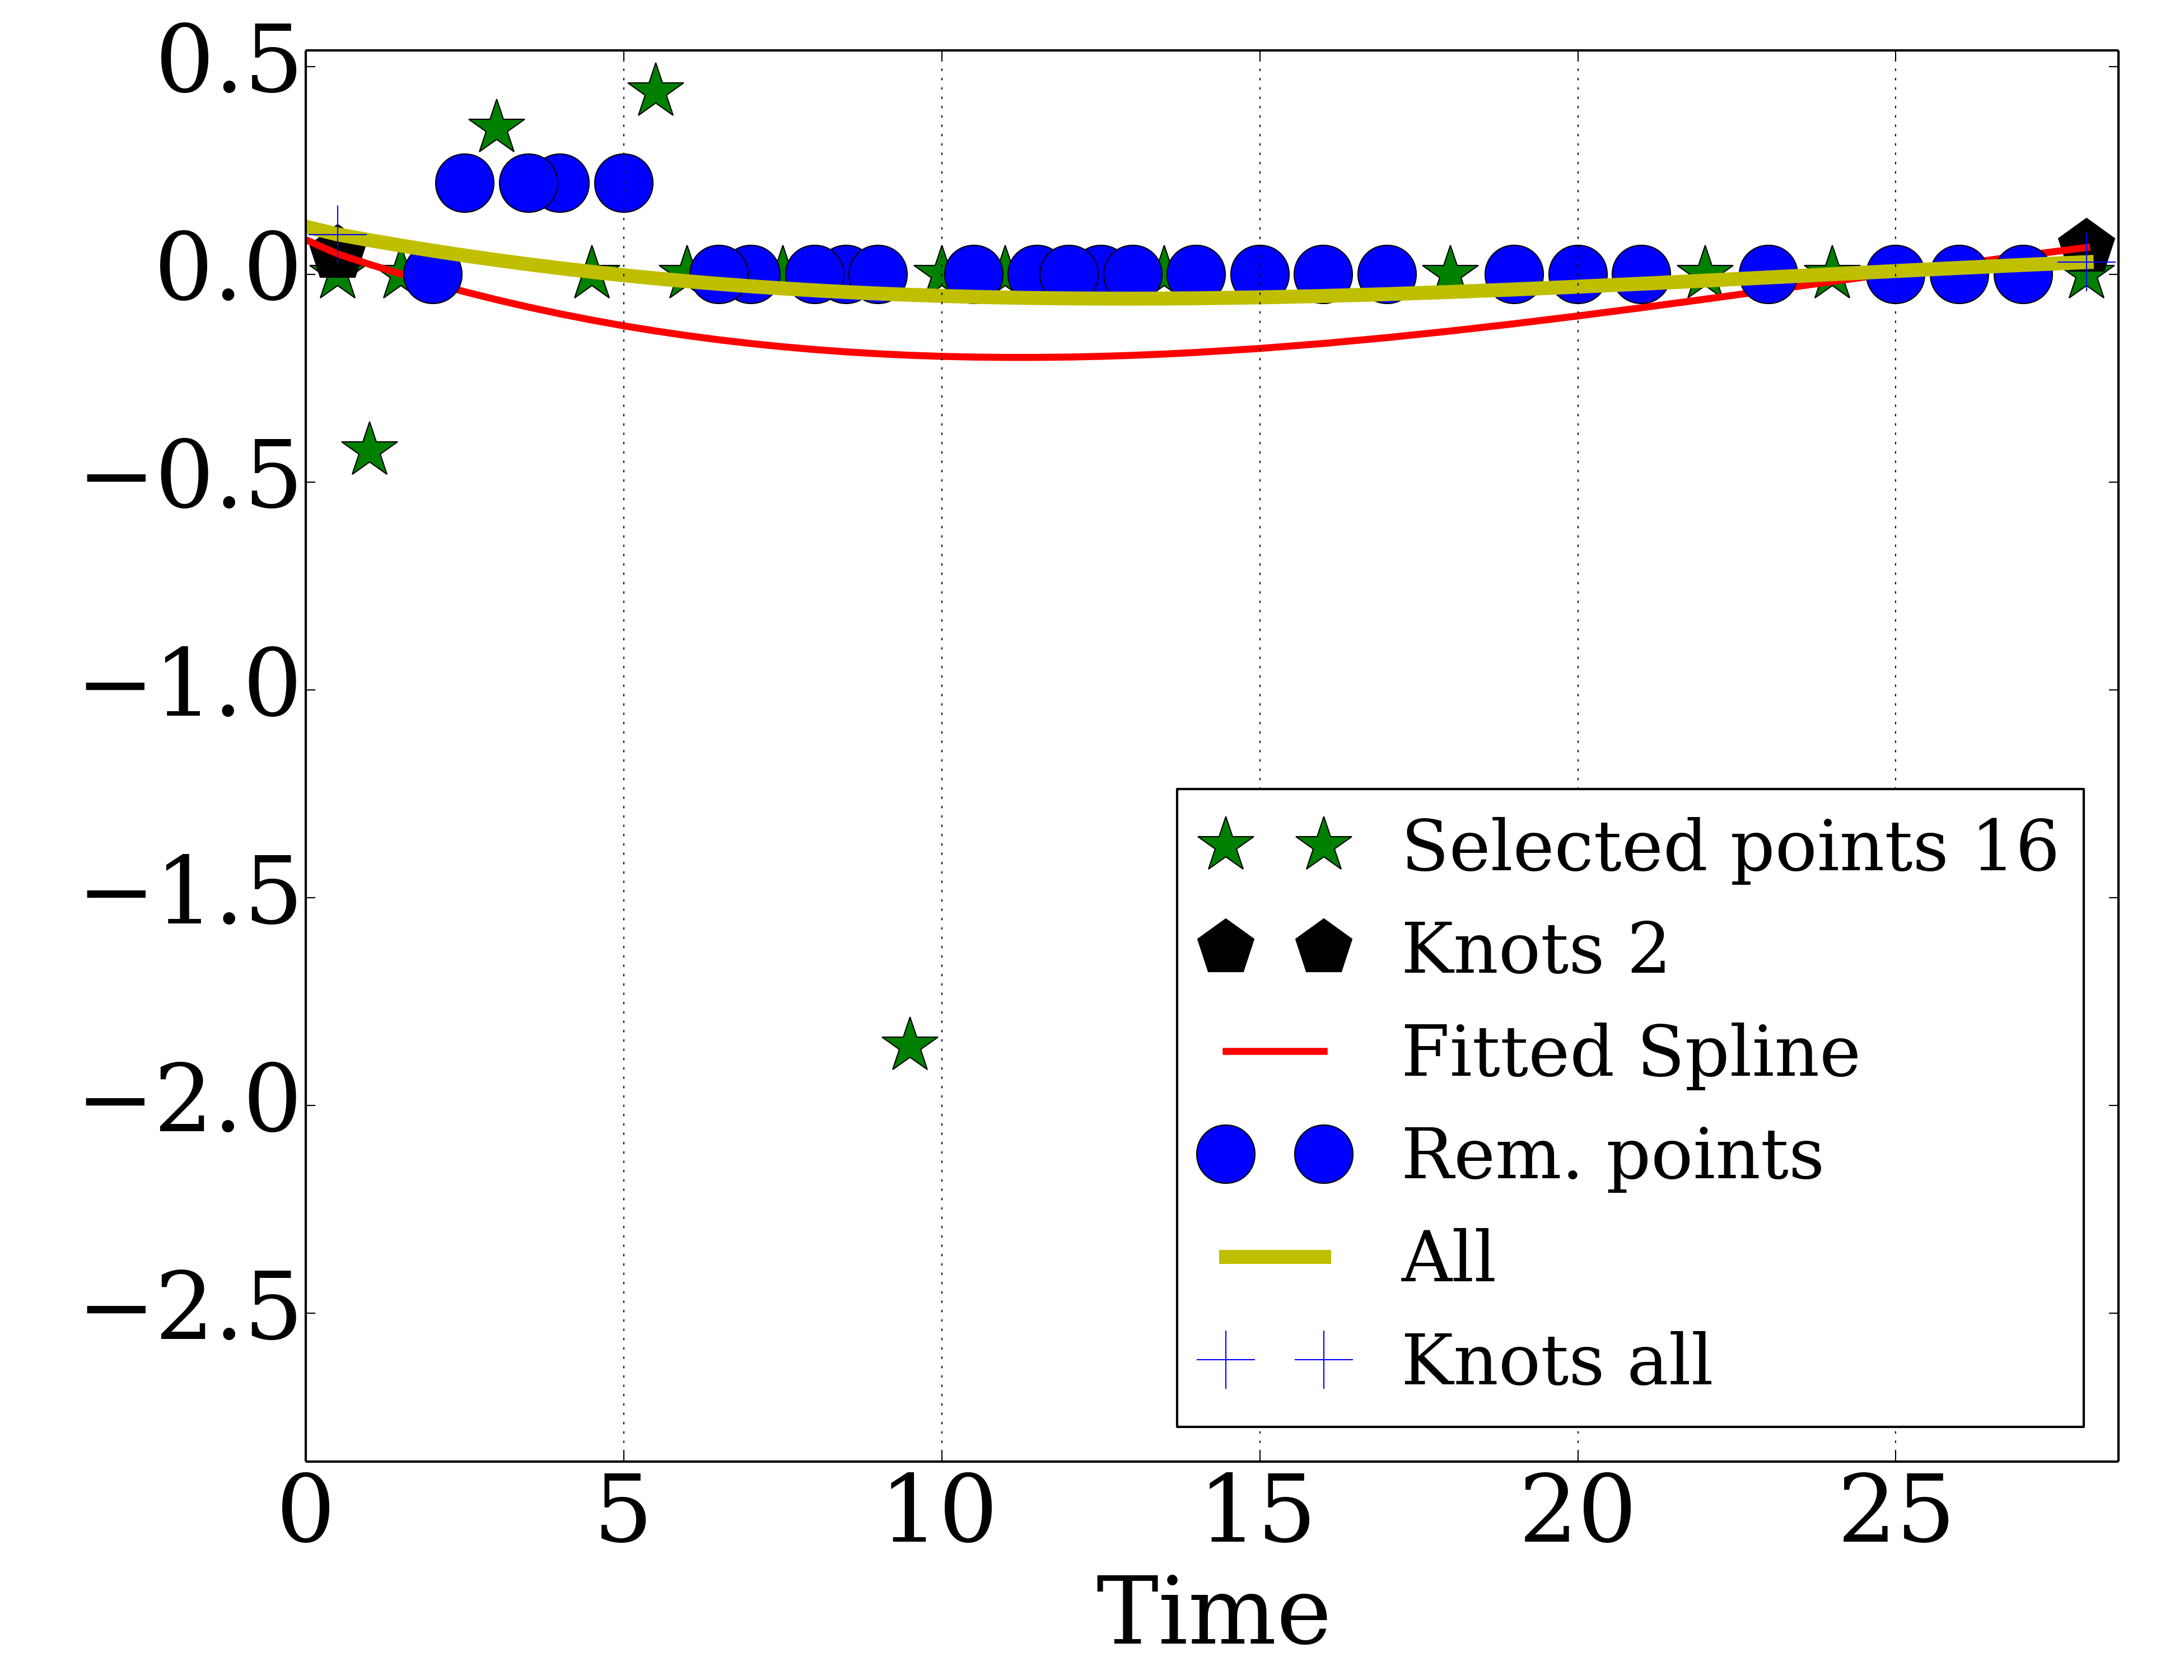 0.5
0.0
−0.5
−1.0
−1.5
−2.0
−2.5
Selected points 16
Knots 2
Fitted Spline
Rem. points
All
Knots all
0 5 10 15 20 25
Time